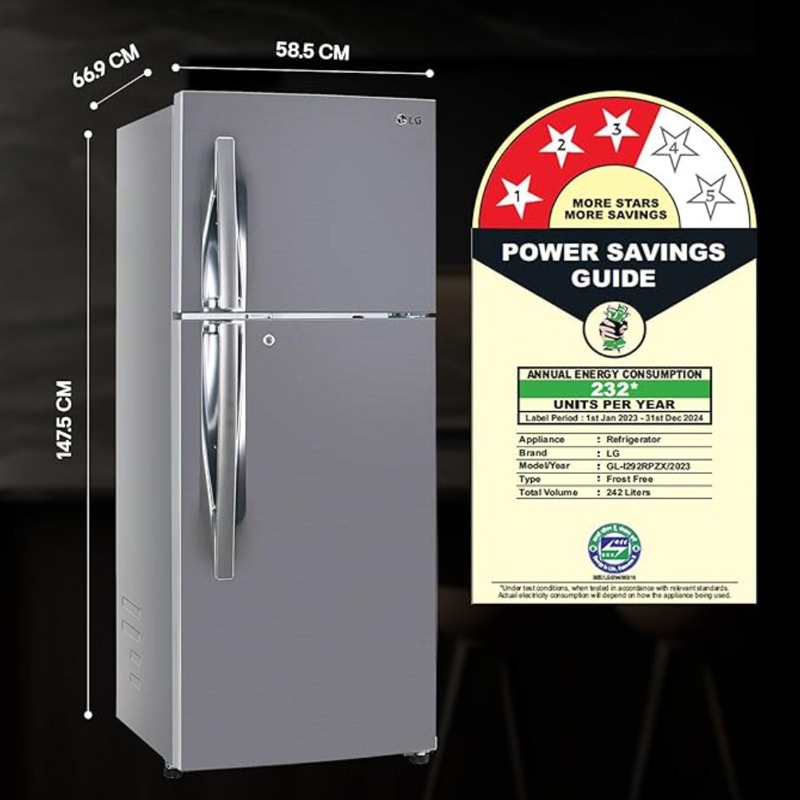 66.9 CM
58.5 CM
147.5 CM
LG
1
2
3
4
5
MORE STARS
MORE SAVINGS
POWER SAVINGS
GUIDE
ANNUAL ENERGY CONSUMPTION
232*
UNITS PER YEAR
Label Period : 1st Jan 2023 - 31st Dec 2024
Appliance : Refrigerator
Brand : LG
Model/Year : GL-I292RPZX/2023
Type : Frost Free
Total Volume : 242 Liters
*Under test conditions, when tested in accordance with relevant standards.
Actual electricity consumption will depend on how the appliance being used.